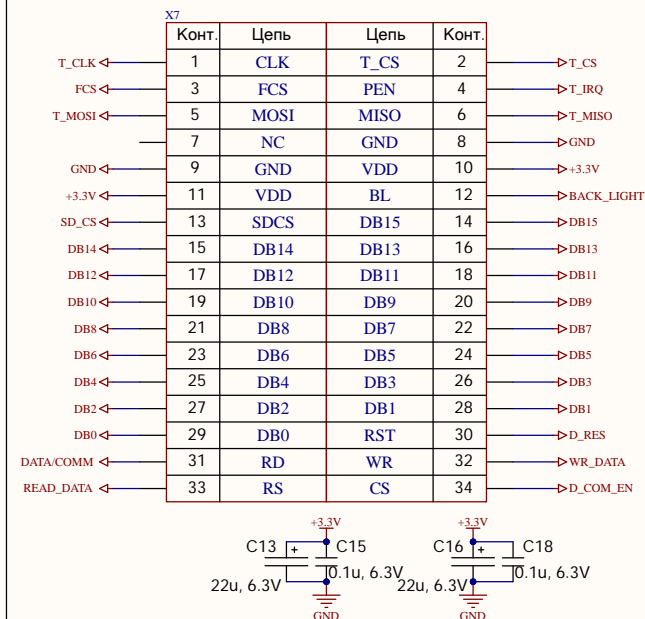 X7
Конт. Цепь Цепь Конт.
T_CLK 1 CLK T_CS 2 T_CS
FCS 3 FCS PEN 4 T_IRQ
T_MOSI 5 MOSI MISO 6 T_MISO
7 NC GND 8 GND
GND 9 GND VDD 10 +3.3V
+3.3V 11 VDD BL 12 BACK_LIGHT
SD_CS 13 SDCS DB15 14 DB15
DB14 15 DB14 DB13 16 DB13
DB12 17 DB12 DB11 18 DB11
DB10 19 DB10 DB9 20 DB9
DB8 21 DB8 DB7 22 DB7
DB6 23 DB6 DB5 24 DB5
DB4 25 DB4 DB3 26 DB3
DB2 27 DB2 DB1 28 DB1
DB0 29 DB0 RST 30 D_RES
DATA/COMM 31 RD WR 32 WR_DATA
READ_DATA 33 RS CS 34 D_COM_EN
+3.3V +3.3V
C13 + C15 C16 + C18
0.1u, 6.3V 0.1u, 6.3V
22u, 6.3V 22u, 6.3V
GND GND